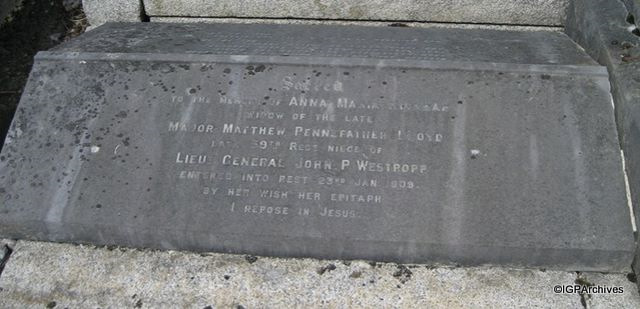 Sacred
TO THE MEMORY OF ANNA MARIA
WIDOW OF THE LATE
MAJOR MATTHEW PENNEFATHER LLOYD
LATE 59TH REGT NIECE OF
LIEUT GENERAL JOHN P. WESTROPP
ENTERED INTO REST 23RD JAN 1909.
BY HER WISH HER EPITAPH
I REPOSE IN JESUS.
©IGPArchives